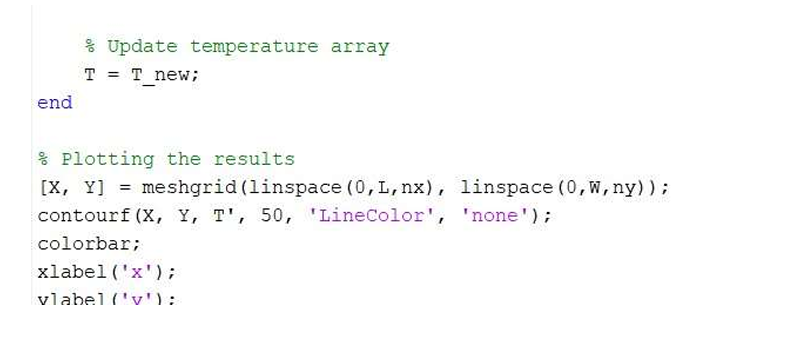 % Update temperature array
T = T_new;
end
% Plotting the results
[X, Y] = meshgrid(linspace(0,L,nx), linspace(0,W,ny));
contourf(X, Y, T', 50, 'LineColor', 'none');
colorbar;
xlabel('x');
ylabel('y');